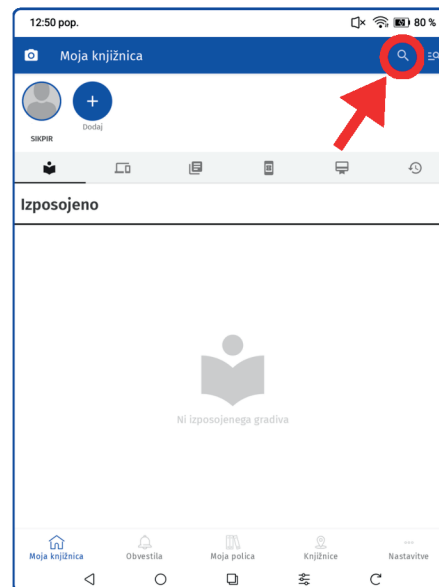 12:50 pop.
80 %
Moja knjižnica
SIKPIR
Dodaj
Izposojeno
Ni izposojenega gradiva
Moja knjižnica
Obvestila
Moja polica
Knjižnice
Nastavitve